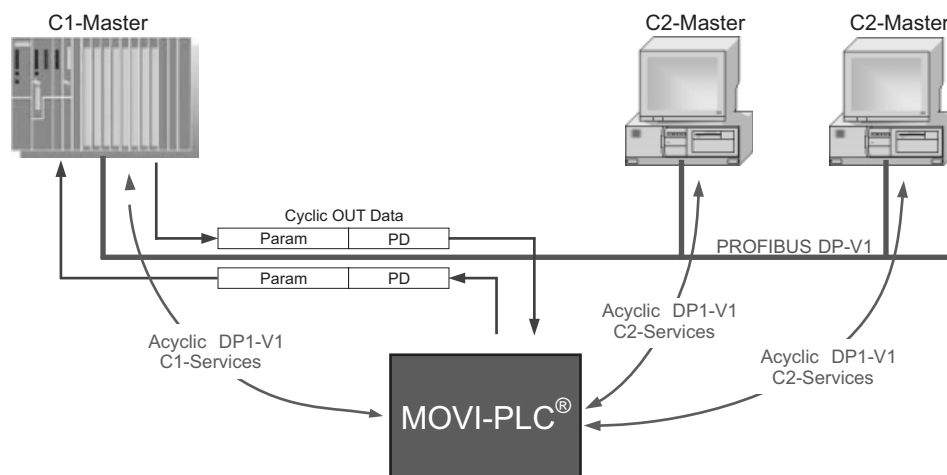 C1-Master
C2-Master
C2-Master
Cyclic OUT Data
Param PD
PROFIBUS DP-V1
Param PD
Acyclic DP1-V1
C1-Services
Acyclic DP1-V1
C2-Services
Acyclic DP1-V1
C2-Services
MOVI-PLC®